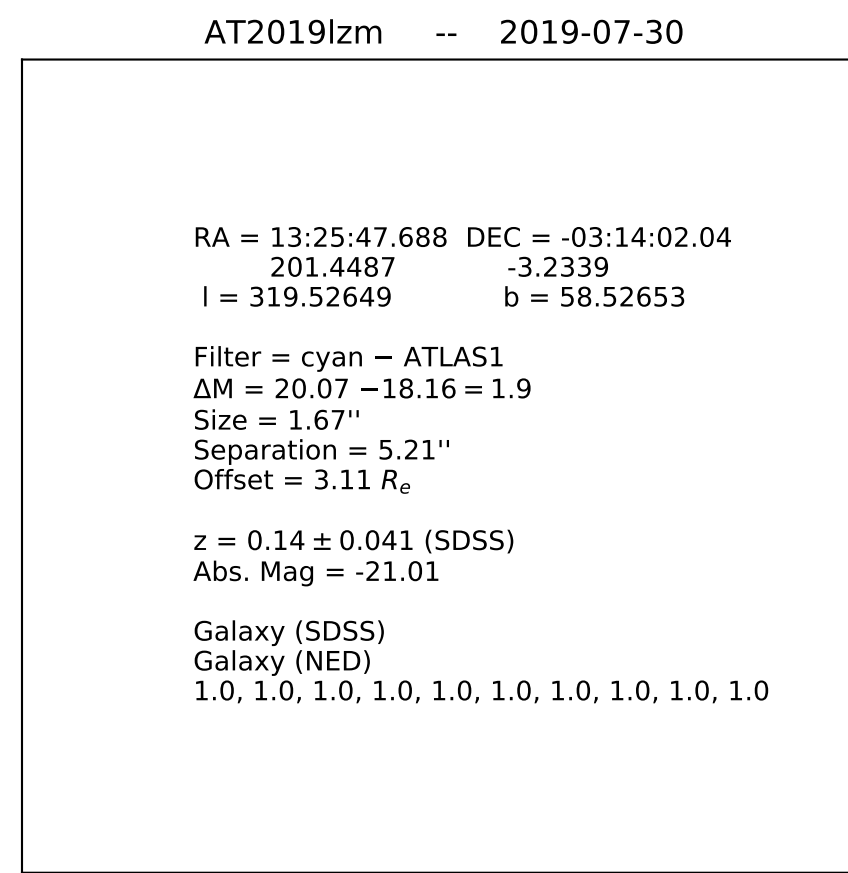 AT2019lzm -- 2019-07-30
RA = 13:25:47.688 DEC = -03:14:02.04
201.4487 -3.2339
l = 319.52649 b = 58.52653
Filter = cyan − ATLAS1
ΔM = 20.07 −18.16 = 1.9
Size = 1.67''
Separation = 5.21''
Offset = 3.11 Rₑ
z = 0.14 ± 0.041 (SDSS)
Abs. Mag = -21.01
Galaxy (SDSS)
Galaxy (NED)
1.0, 1.0, 1.0, 1.0, 1.0, 1.0, 1.0, 1.0, 1.0, 1.0